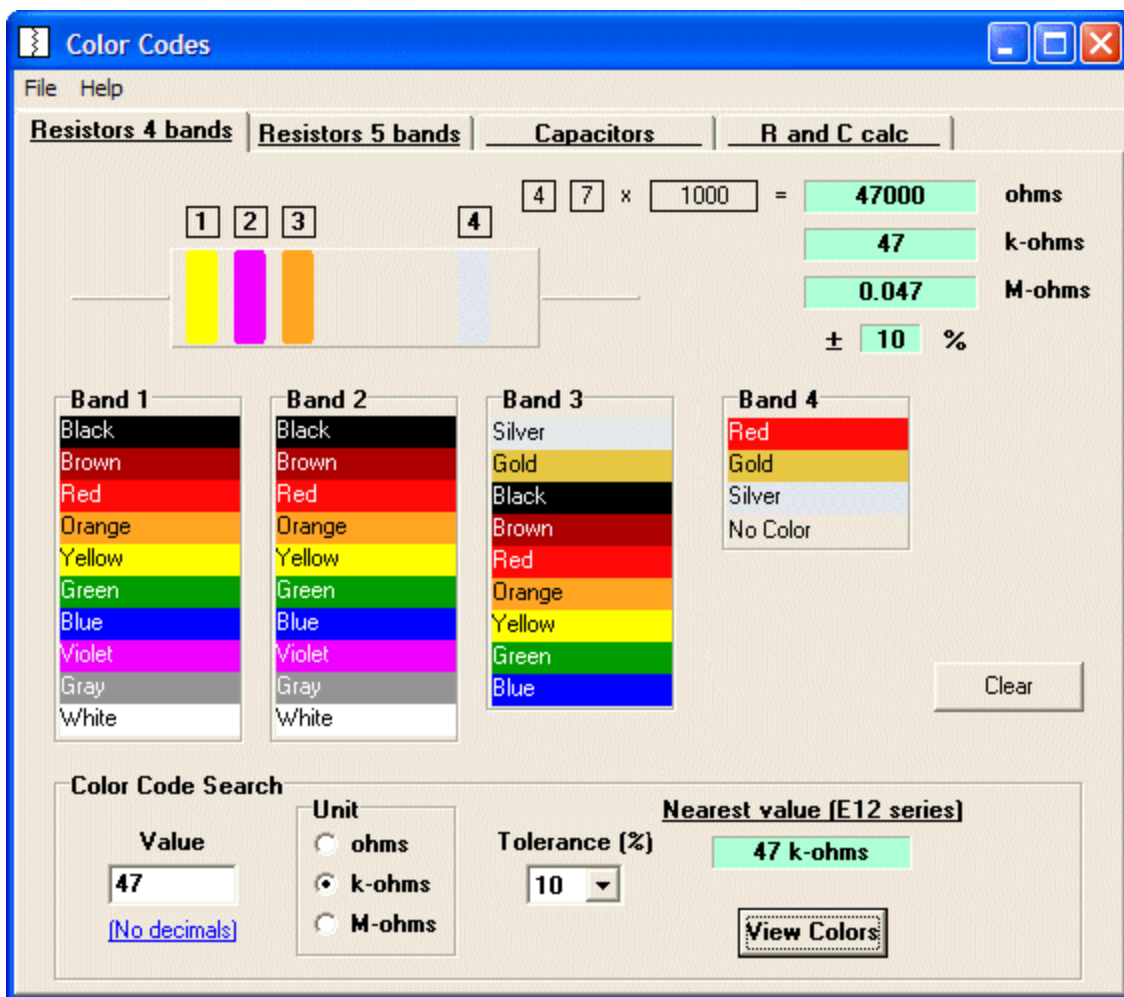 Color Codes
File Help
Resistors 4 bands Resistors 5 bands Capacitors R and C calc
4 7 x 1000 = 47000 ohms
1 2 3 4
47 k-ohms
0.047 M-ohms
± 10 %
Band 1
Black
Brown
Red
Orange
Yellow
Green
Blue
Violet
Gray
White
Band 2
Black
Brown
Red
Orange
Yellow
Green
Blue
Violet
Gray
White
Band 3
Silver
Gold
Black
Brown
Red
Orange
Yellow
Green
Blue
Band 4
Red
Gold
Silver
No Color
Clear
Color Code Search
Value
47
(No decimals)
Unit
ohms
k-ohms
M-ohms
Tolerance (%)
10
Nearest value (E12 series)
47 k-ohms
View Colors